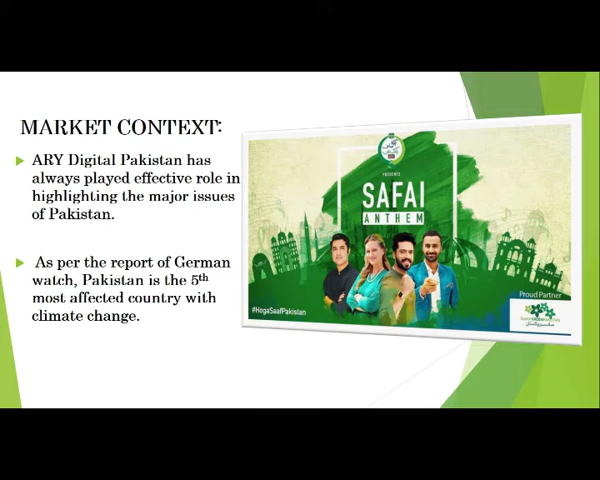 MARKET CONTEXT:
ARY Digital Pakistan has
always played effective role in
highlighting the major issues
of Pakistan.
As per the report of German
watch, Pakistan is the 5th
most affected country with
climate change.
PRESENTS
SAFAI
ANTHEM
#HogaSaafPakistan
Proud Partner